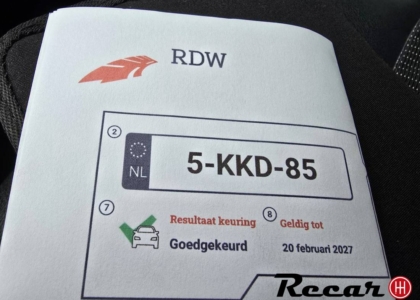 RDW
2
NL
5-KKD-85
7
Resultaat keuring
8
Geldig tot
Goedgekeurd
20 februari 2027
Recar